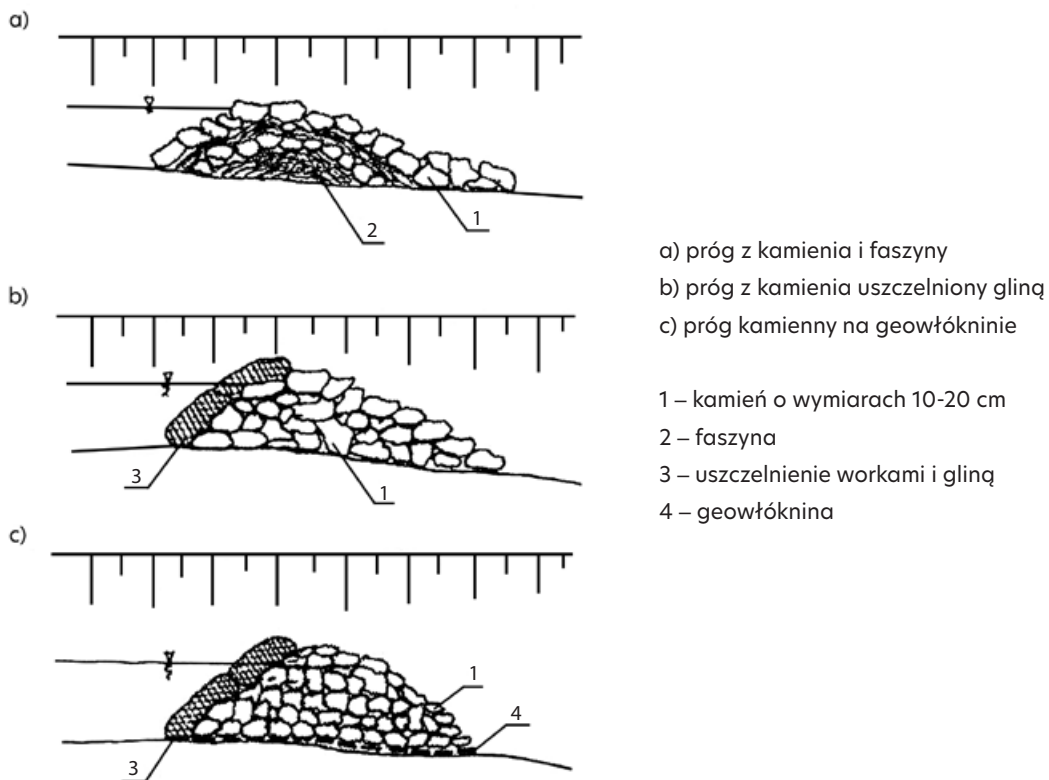 a)
2
1
b)
3
1
c)
1
4
3
a) próg z kamienia i faszyny
b) próg z kamienia uszczelniony gliną
c) próg kamienny na geowłókninie
1 – kamień o wymiarach 10-20 cm
2 – faszyna
3 – uszczelnienie workami i gliną
4 – geowłóknina